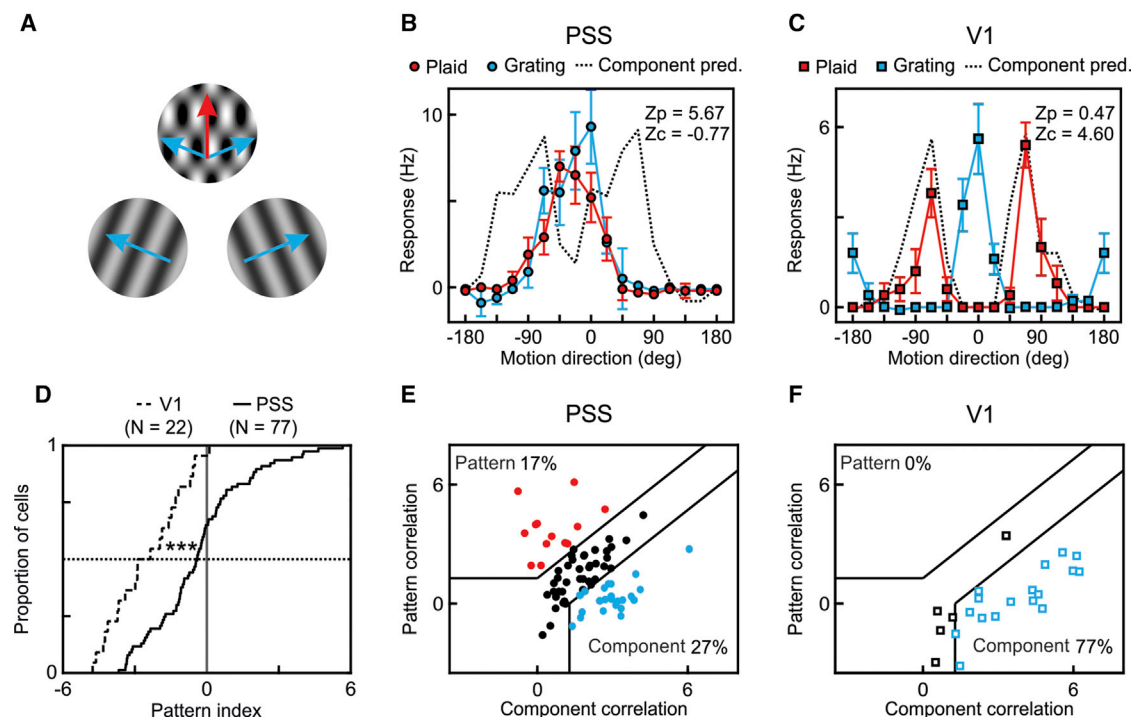 A
B
PSS
Plaid Grating Component pred.
10
0
Response (Hz)
Zp = 5.67
Zc = -0.77
-180 -90 0 90 180
Motion direction (deg)
C
V1
Plaid Grating Component pred.
6
0
Response (Hz)
Zp = 0.47
Zc = 4.60
-180 -90 0 90 180
Motion direction (deg)
D
V1 PSS
(N = 22) (N = 77)
1
0
Proportion of cells
***
-6 0 6
Pattern index
E
PSS
Pattern 17%
6
0
Pattern correlation
Component 27%
0 6
Component correlation
F
V1
Pattern 0%
6
0
Pattern correlation
Component 77%
0 6
Component correlation